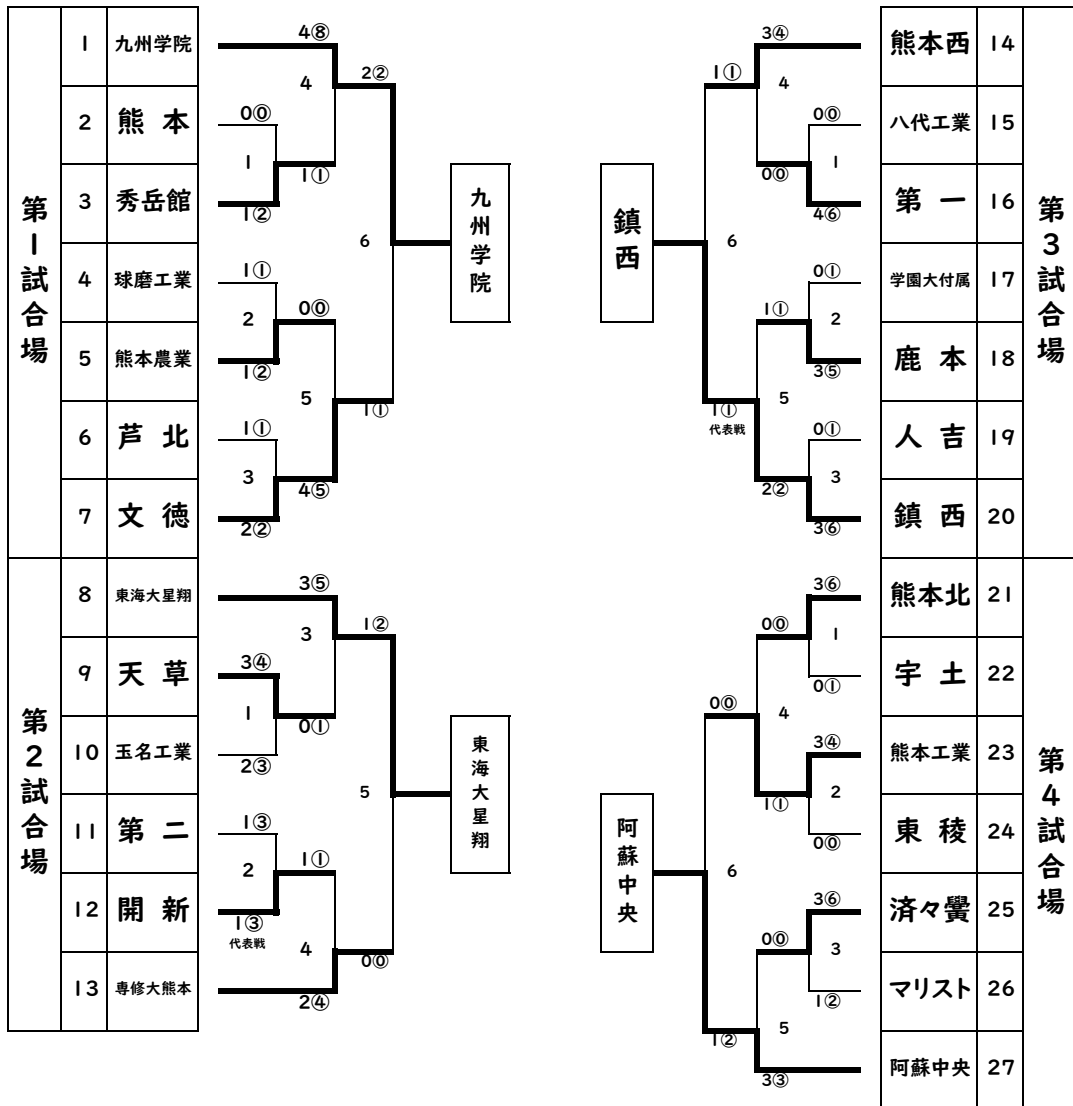 第1試合場
1 九州学院
2 熊本
3 秀岳館
4 球磨工業
5 熊本農業
6 芦北
7 文徳
4⑧
4
2②
0⓪
1
1①
1②
6
1①
2
0⓪
1②
5
1①
1①
3
4⑤
2②
九州学院
第2試合場
8 東海大星翔
9 天草
10 玉名工業
11 第二
12 開新
13 専修大熊本
3⑤
3
1②
3④
1
0①
2③
5
1③
2
1①
1③
代表戦
4
0⓪
2④
東海大星翔
第3試合場
熊本西 14
八代工業 15
第一 16
学園大付属 17
鹿本 18
人吉 19
鎮西 20
3④
1①
4
0⓪
1
0⓪
4⑥
6
0①
1①
2
3⑤
1①
代表戦
5
0①
3
2②
3⑥
鎮西
第4試合場
熊本北 21
宇土 22
熊本工業 23
東稜 24
済々黌 25
マリスト 26
阿蘇中央 27
3⑥
0⓪
1
0①
0⓪
4
3④
1①
2
0⓪
6
3⑥
0⓪
3
1②
1②
5
3③
阿蘇中央